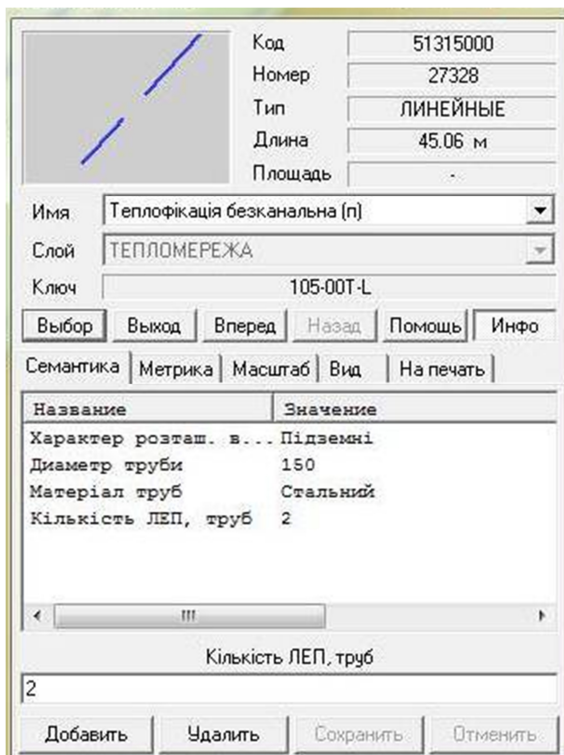 Код 51315000
Номер 27328
Тип ЛИНЕЙНЫЕ
Длина 45.06 м
Площадь -
Имя Теплофікація безканальна (п)
Слой ТЕПЛОМЕРЕЖА
Ключ 105-00T-L
Выбор Выход Вперед Назад Помощь Инфо
Семантика Метрика Масштаб Вид На печать
Название Значение
Характер розташ. в... Підземні
Диаметр труби 150
Матеріал труб Стальний
Кількість ЛЕП, труб 2
Кількість ЛЕП, труб
2
Добавить Удалить Сохранить Отменить